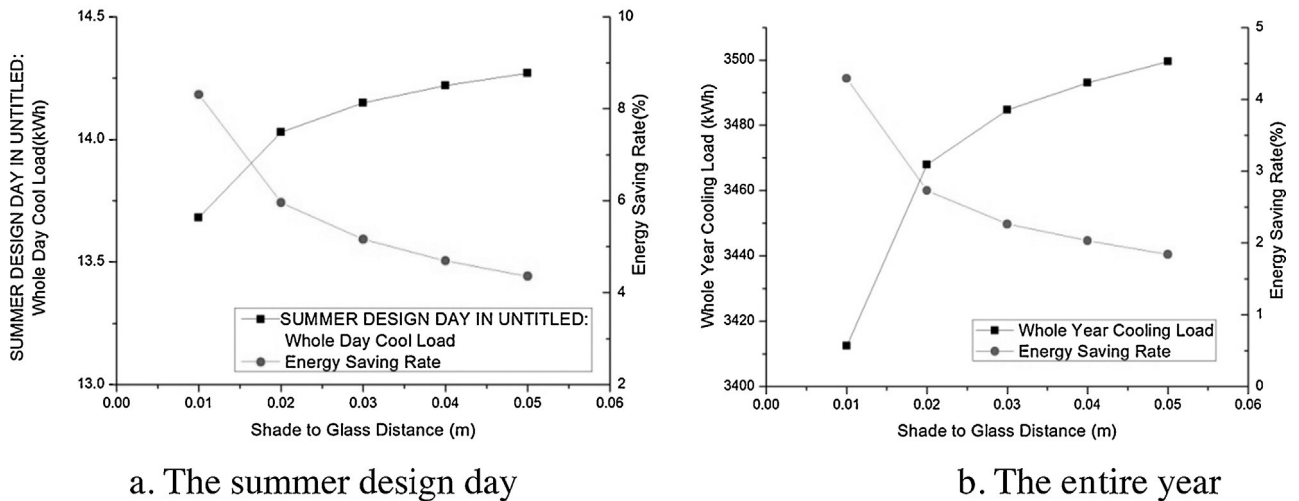 SUMMER DESIGN DAY IN UNTITLED:
Whole Day Cool Load(kWh)
14.5
14.0
13.5
13.0
10
8
6
4
2
Energy Saving Rate(%)
SUMMER DESIGN DAY IN UNTITLED:
Whole Day Cool Load
Energy Saving Rate
0.00 0.01 0.02 0.03 0.04 0.05 0.06
Shade to Glass Distance (m)
a. The summer design day
Whole Year Cooling Load (kWh)
3500
3480
3460
3440
3420
3400
5
4
3
2
1
0
Energy Saving Rate(%)
Whole Year Cooling Load
Energy Saving Rate
0.00 0.01 0.02 0.03 0.04 0.05 0.06
Shade to Glass Distance (m)
b. The entire year